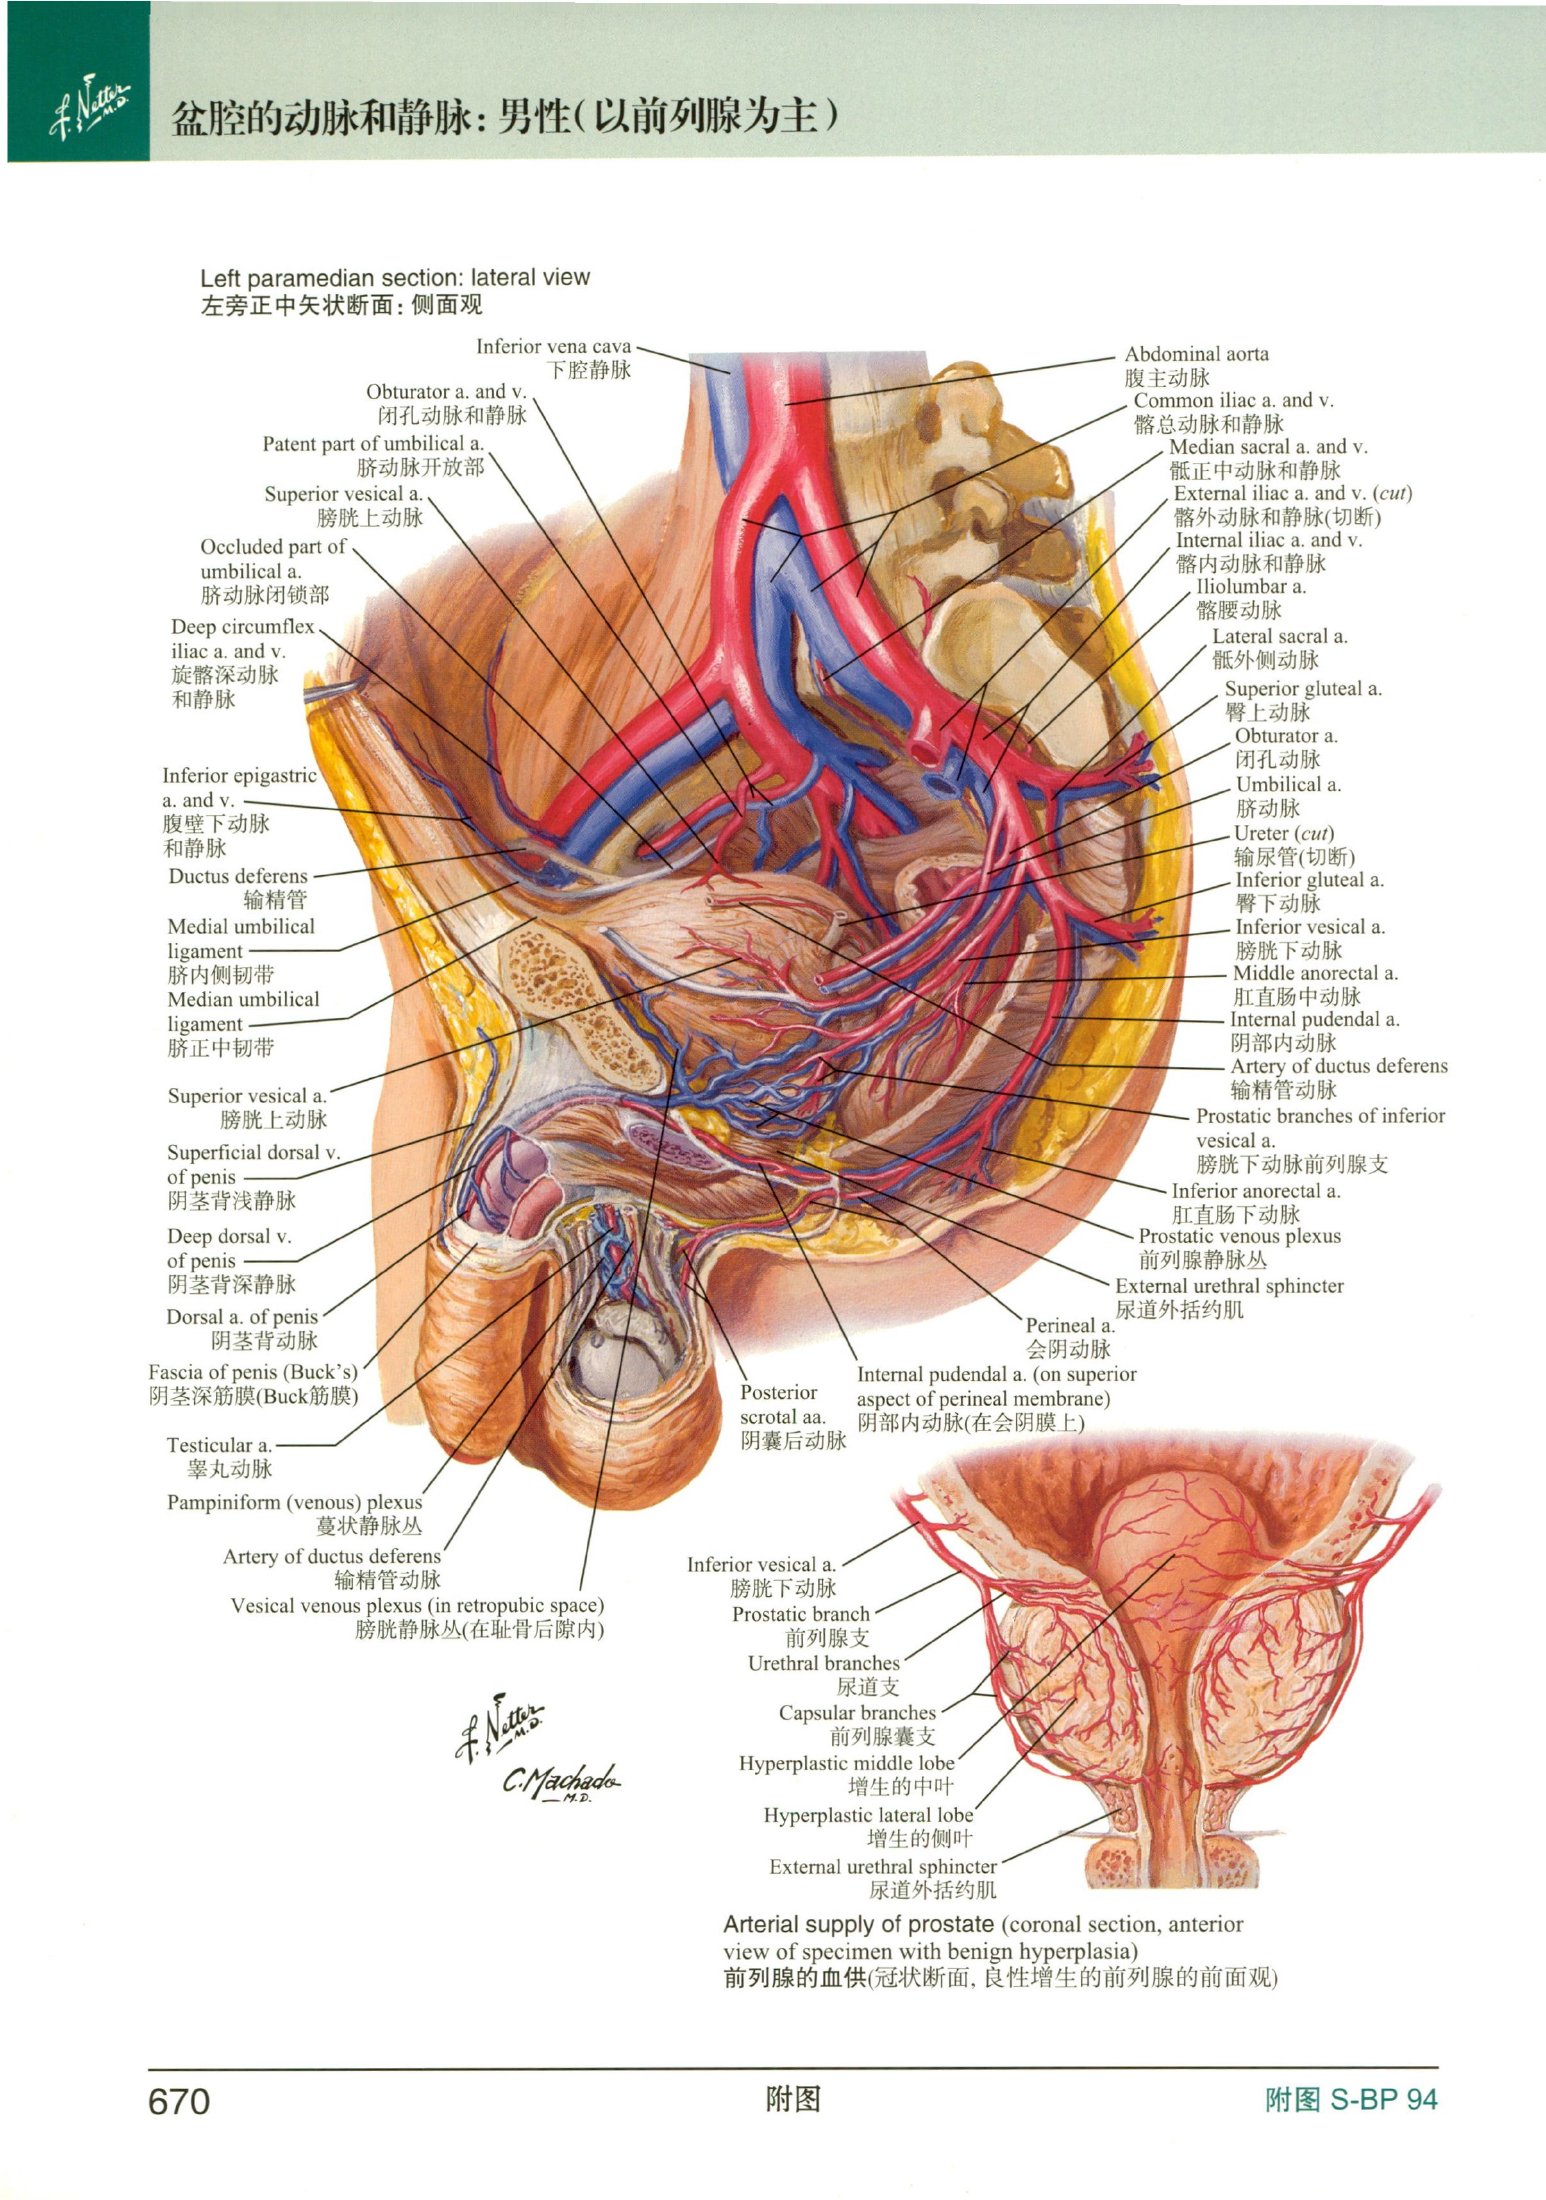 F. Netter M.D.
盆腔的动脉和静脉：男性（以前列腺为主）
Left paramedian section: lateral view
左旁正中矢状断面：侧面观
Inferior vena cava
下腔静脉
Obturator a. and v.
闭孔动脉和静脉
Patent part of umbilical a.
脐动脉开放部
Superior vesical a.
膀胱上动脉
Occluded part of
umbilical a.
脐动脉闭锁部
Deep circumflex
iliac a. and v.
旋髂深动脉
和静脉
Inferior epigastric
a. and v.
腹壁下动脉
和静脉
Ductus deferens
输精管
Medial umbilical
ligament
脐内侧韧带
Median umbilical
ligament
脐正中韧带
Superior vesical a.
膀胱上动脉
Superficial dorsal v.
of penis
阴茎背浅静脉
Deep dorsal v.
of penis
阴茎背深静脉
Dorsal a. of penis
阴茎背动脉
Fascia of penis (Buck's)
阴茎深筋膜(Buck筋膜)
Testicular a.
睾丸动脉
Pampiniform (venous) plexus
蔓状静脉丛
Artery of ductus deferens
输精管动脉
Vesical venous plexus (in retropubic space)
膀胱静脉丛(在耻骨后隙内)
Abdominal aorta
腹主动脉
Common iliac a. and v.
髂总动脉和静脉
Median sacral a. and v.
骶正中动脉和静脉
External iliac a. and v. (cut)
髂外动脉和静脉(切断)
Internal iliac a. and v.
髂内动脉和静脉
Iliolumbar a.
髂腰动脉
Lateral sacral a.
骶外侧动脉
Superior gluteal a.
臀上动脉
Obturator a.
闭孔动脉
Umbilical a.
脐动脉
Ureter (cut)
输尿管(切断)
Inferior gluteal a.
臀下动脉
Inferior vesical a.
膀胱下动脉
Middle anorectal a.
肛直肠中动脉
Internal pudendal a.
阴部内动脉
Artery of ductus deferens
输精管动脉
Prostatic branches of inferior
vesical a.
膀胱下动脉前列腺支
Inferior anorectal a.
肛直肠下动脉
Prostatic venous plexus
前列腺静脉丛
External urethral sphincter
尿道外括约肌
Perineal a.
会阴动脉
Internal pudendal a. (on superior
aspect of perineal membrane)
阴部内动脉(在会阴膜上)
Posterior
scrotal aa.
阴囊后动脉
Inferior vesical a.
膀胱下动脉
Prostatic branch
前列腺支
Urethral branches
尿道支
Capsular branches
前列腺囊支
Hyperplastic middle lobe
增生的中叶
Hyperplastic lateral lobe
增生的侧叶
External urethral sphincter
尿道外括约肌
F. Netter M.D.
C. Machado M.D.
Arterial supply of prostate (coronal section, anterior
view of specimen with benign hyperplasia)
前列腺的血供(冠状断面, 良性增生的前列腺的前面观)
670
附图
附图 S-BP 94